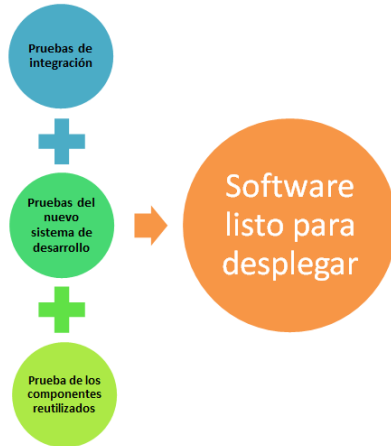 Pruebas de
integración
Pruebas del
nuevo
sistema de
desarrollo
Software
listo para
desplegar
Prueba de los
componentes
reutilizados